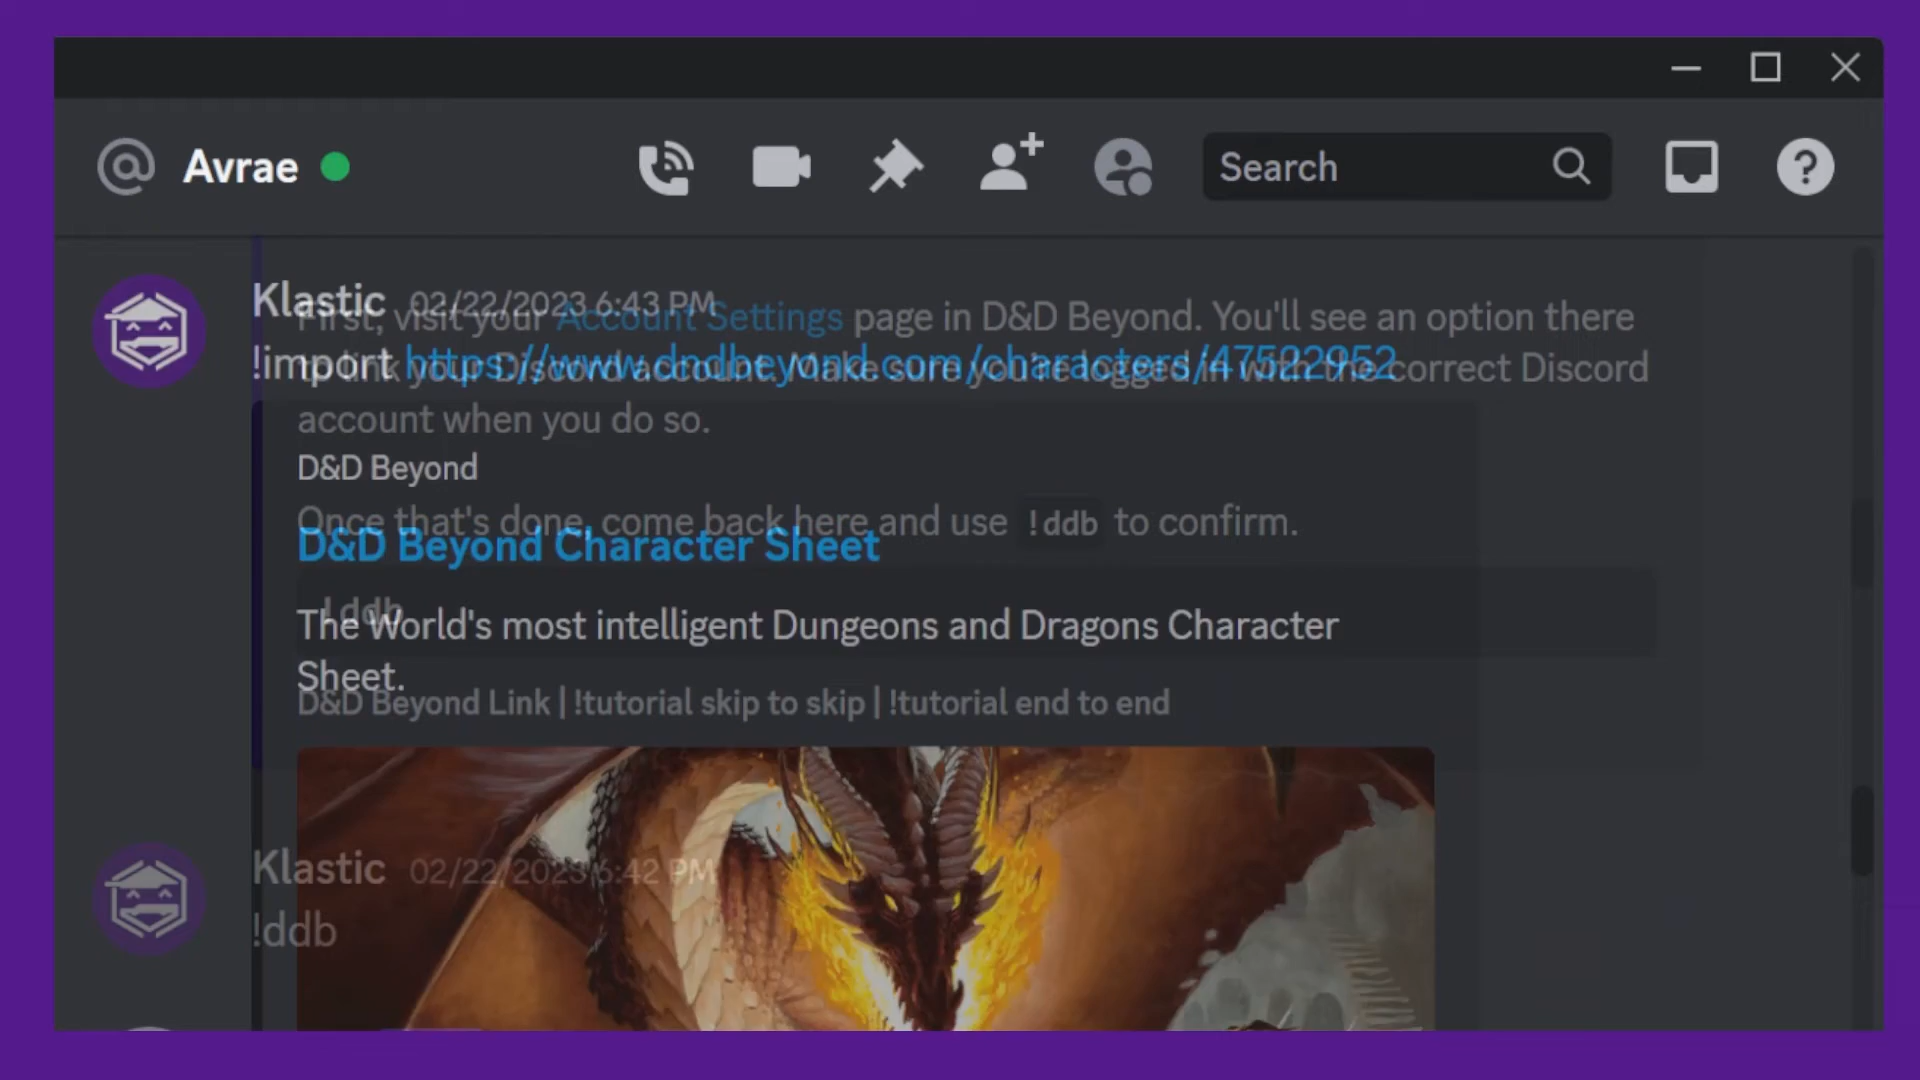 Avrae
Search
Klastic 02/22/2023 6:43 PM
First, visit your Account Settings page in D&D Beyond. You'll see an option there
!import https://www.dndbeyond.com/characters/47522952
to link your Discord account. Make sure you're logged in with the correct Discord
account when you do so.
D&D Beyond
Once that's done, come back here and use !ddb to confirm.
D&D Beyond Character Sheet
!ddb
The World's most intelligent Dungeons and Dragons Character
Sheet.
D&D Beyond Link | !tutorial skip to skip | !tutorial end to end
Klastic 02/22/2023 6:42 PM
!ddb